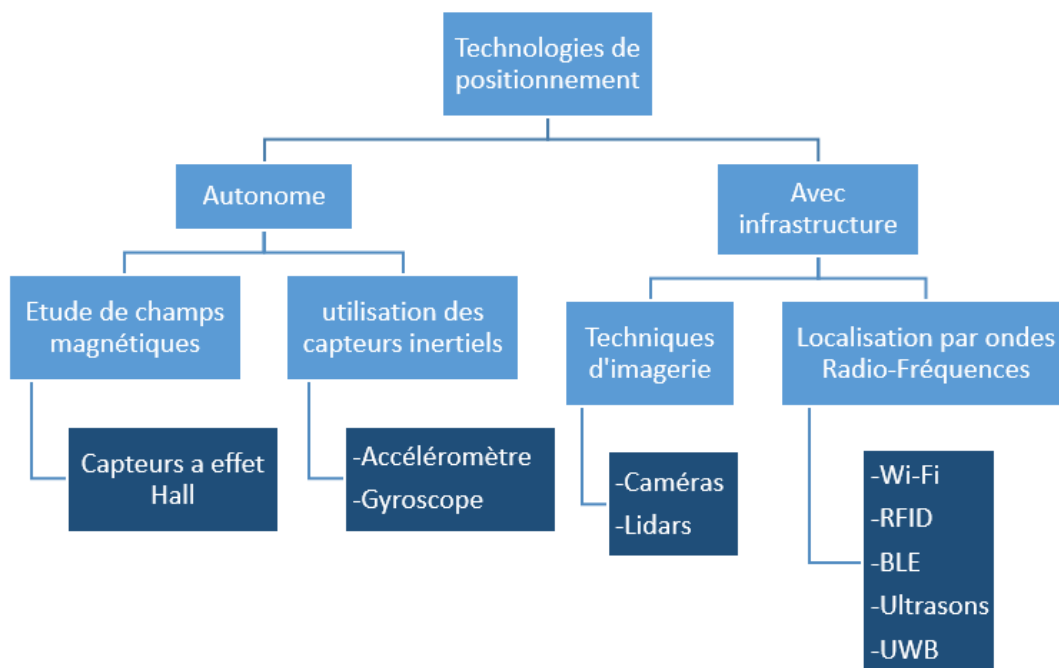 Technologies de
positionnement
Autonome
Avec
infrastructure
Etude de champs
magnétiques
utilisation des
capteurs inertiels
Techniques
d'imagerie
Localisation par ondes
Radio-Fréquences
Capteurs a effet
Hall
-Accéléromètre
-Gyroscope
-Caméras
-Lidars
-Wi-Fi
-RFID
-BLE
-Ultrasons
-UWB